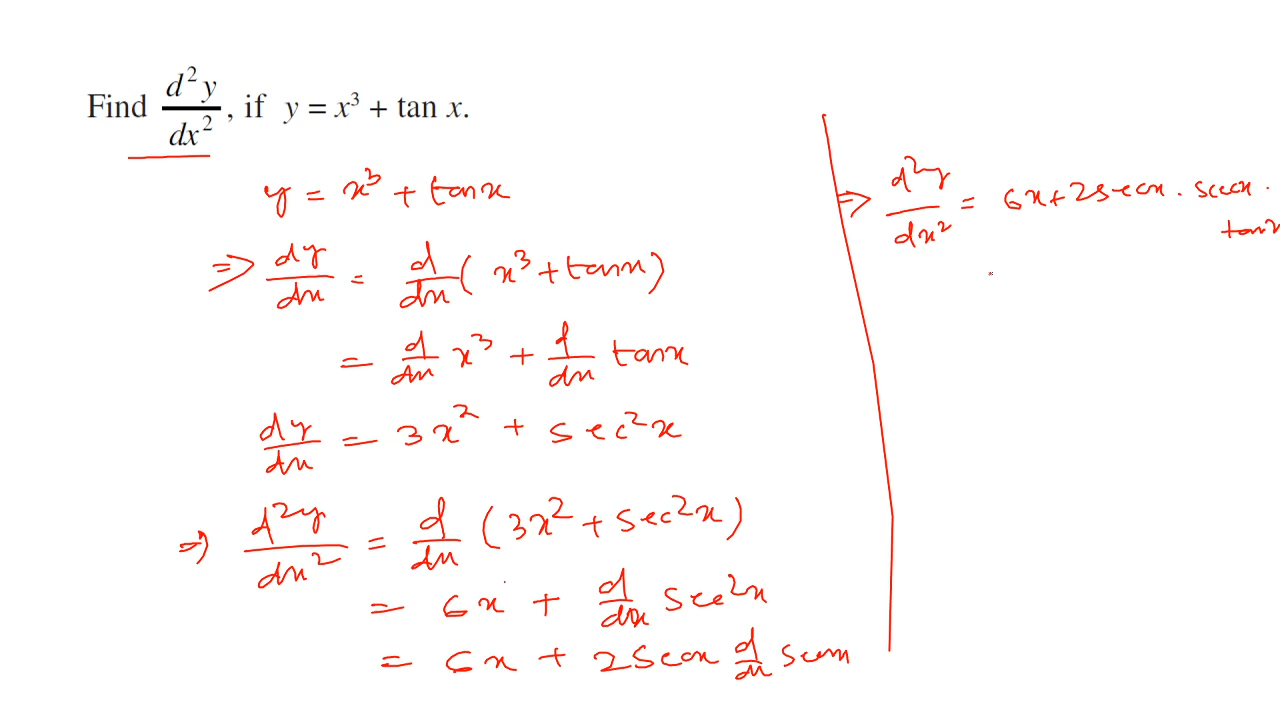 Find d²y/dx², if y = x³ + tan x.
y = x³ + tanx
⇒ dy/dx = d/dx ( x³ + tanx)
= d/dx x³ + d/dx tanx
dy/dx = 3x² + sec²x
⇒ d²y/dx² = d/dx (3x² + sec²x)
= 6x + d/dx sec²x
= 6x + 2secx d/dx secx
⇒ d²y/dx² = 6x + 2secx . secx .
tanx